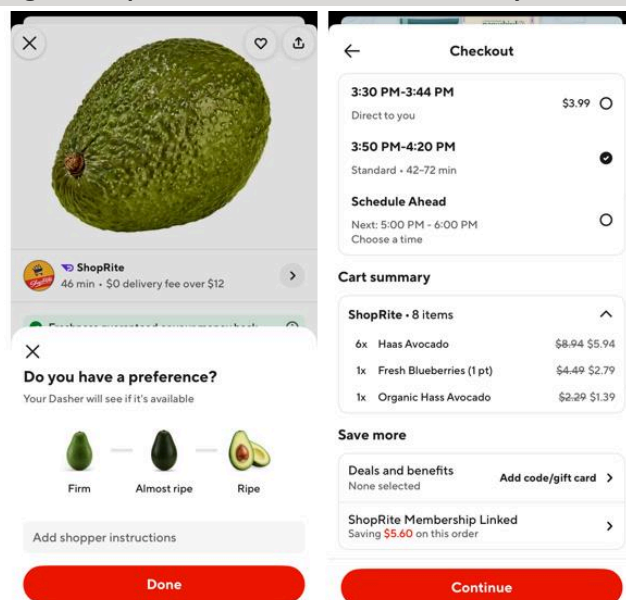 ShopRite
46 min • $0 delivery fee over $12
Do you have a preference?
Your Dasher will see if it's available
Firm
Almost ripe
Ripe
Add shopper instructions
Done
Checkout
3:30 PM-3:44 PM
$3.99
Direct to you
3:50 PM-4:20 PM
Standard • 42-72 min
Schedule Ahead
Next: 5:00 PM - 6:00 PM
Choose a time
Cart summary
ShopRite • 8 items
6x Haas Avocado $8.94 $5.94
1x Fresh Blueberries (1 pt) $4.49 $2.79
1x Organic Hass Avocado $2.29 $1.39
Save more
Deals and benefits
None selected
Add code/gift card
ShopRite Membership Linked
Saving $5.60 on this order
Continue